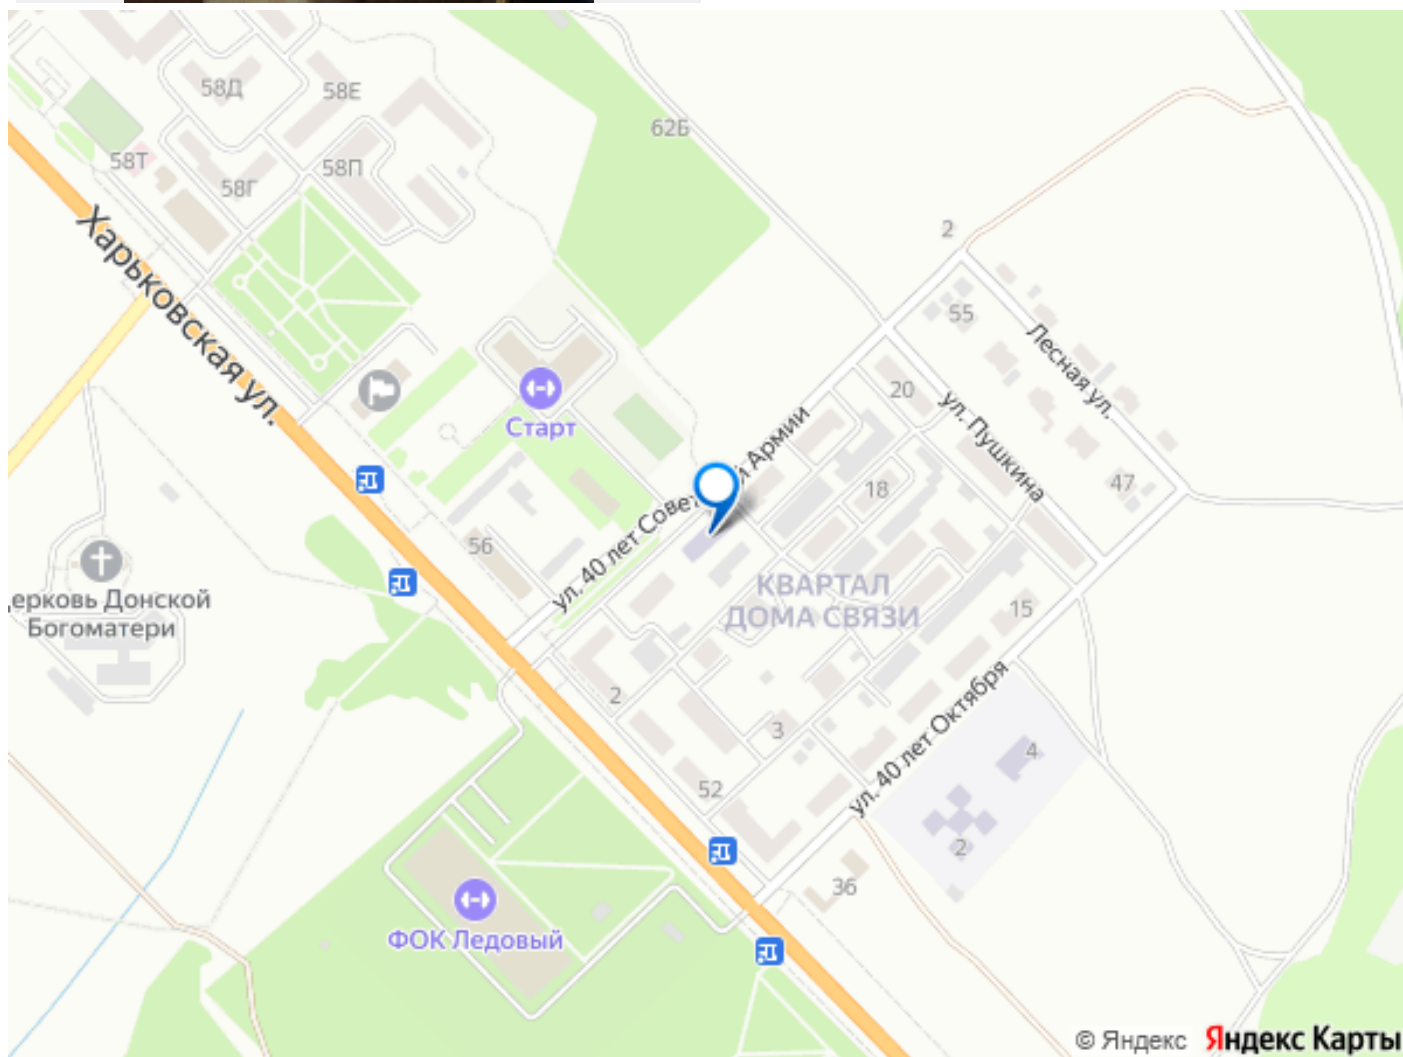 58Д
58Е
62Б
58Т
58Г
58П
Харьковская ул.
2
55
Лесная ул.
20
ул. Пушкина
Старт
ул. 40 лет Совет
й Армии
18
47
56
КВАРТАЛ
ДОМА СВЯЗИ
ерковь Донской
Богоматери
15
2
3
ул. 40 лет Октября
4
52
2
36
ФОК Ледовый
© Яндекс Яндекс Карты